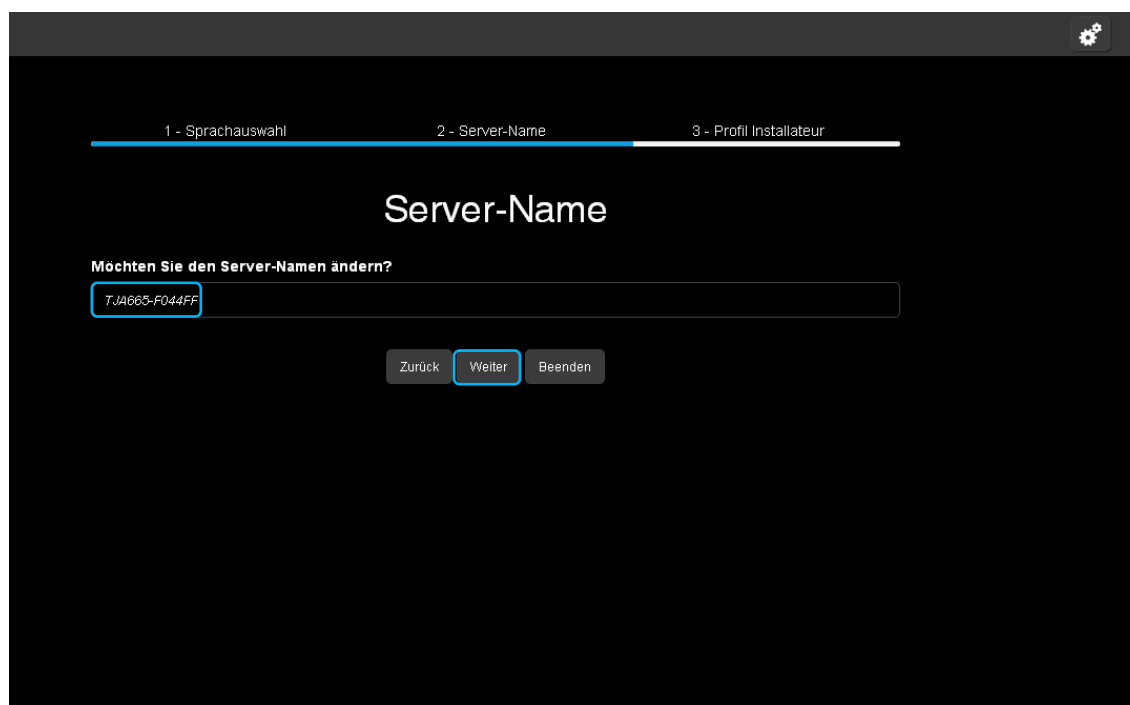 1 - Sprachauswahl 2 - Server-Name 3 - Profil Installateur
Server-Name
Möchten Sie den Server-Namen ändern?
TJA665-F044FF
Zurück Weiter Beenden